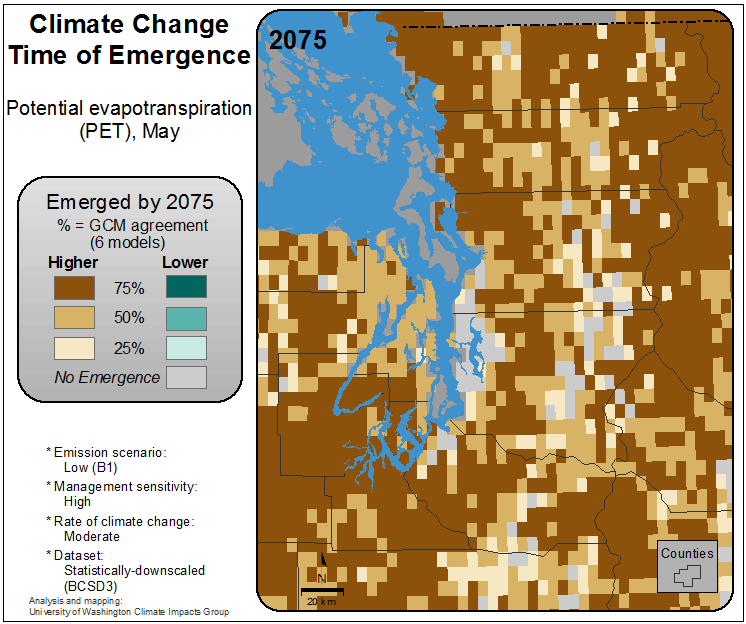 Climate Change
Time of Emergence
Potential evapotranspiration
(PET), May
Emerged by 2075
% = GCM agreement
(6 models)
Higher Lower
75%
50%
25%
No Emergence
* Emission scenario:
Low (B1)
* Management sensitivity:
High
* Rate of climate change:
Moderate
* Dataset:
Statistically-downscaled
(BCSD3)
Analysis and mapping:
University of Washington Climate Impacts Group
2075
N
20 km
Counties